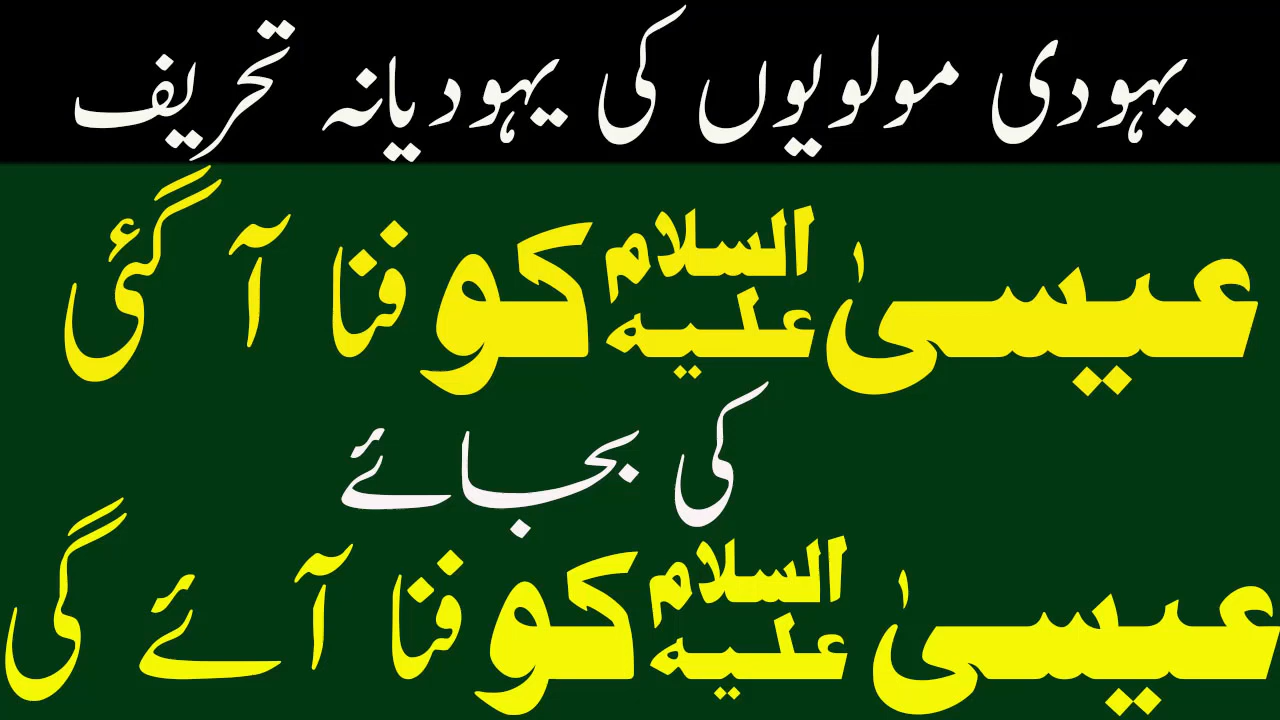 یہودی مولویوں کی یہودیانہ تحریف
عیسیٰ علیہ السلام کو فنا آ گئی
کی بجائے
عیسیٰ علیہ السلام کو فنا آئے گی